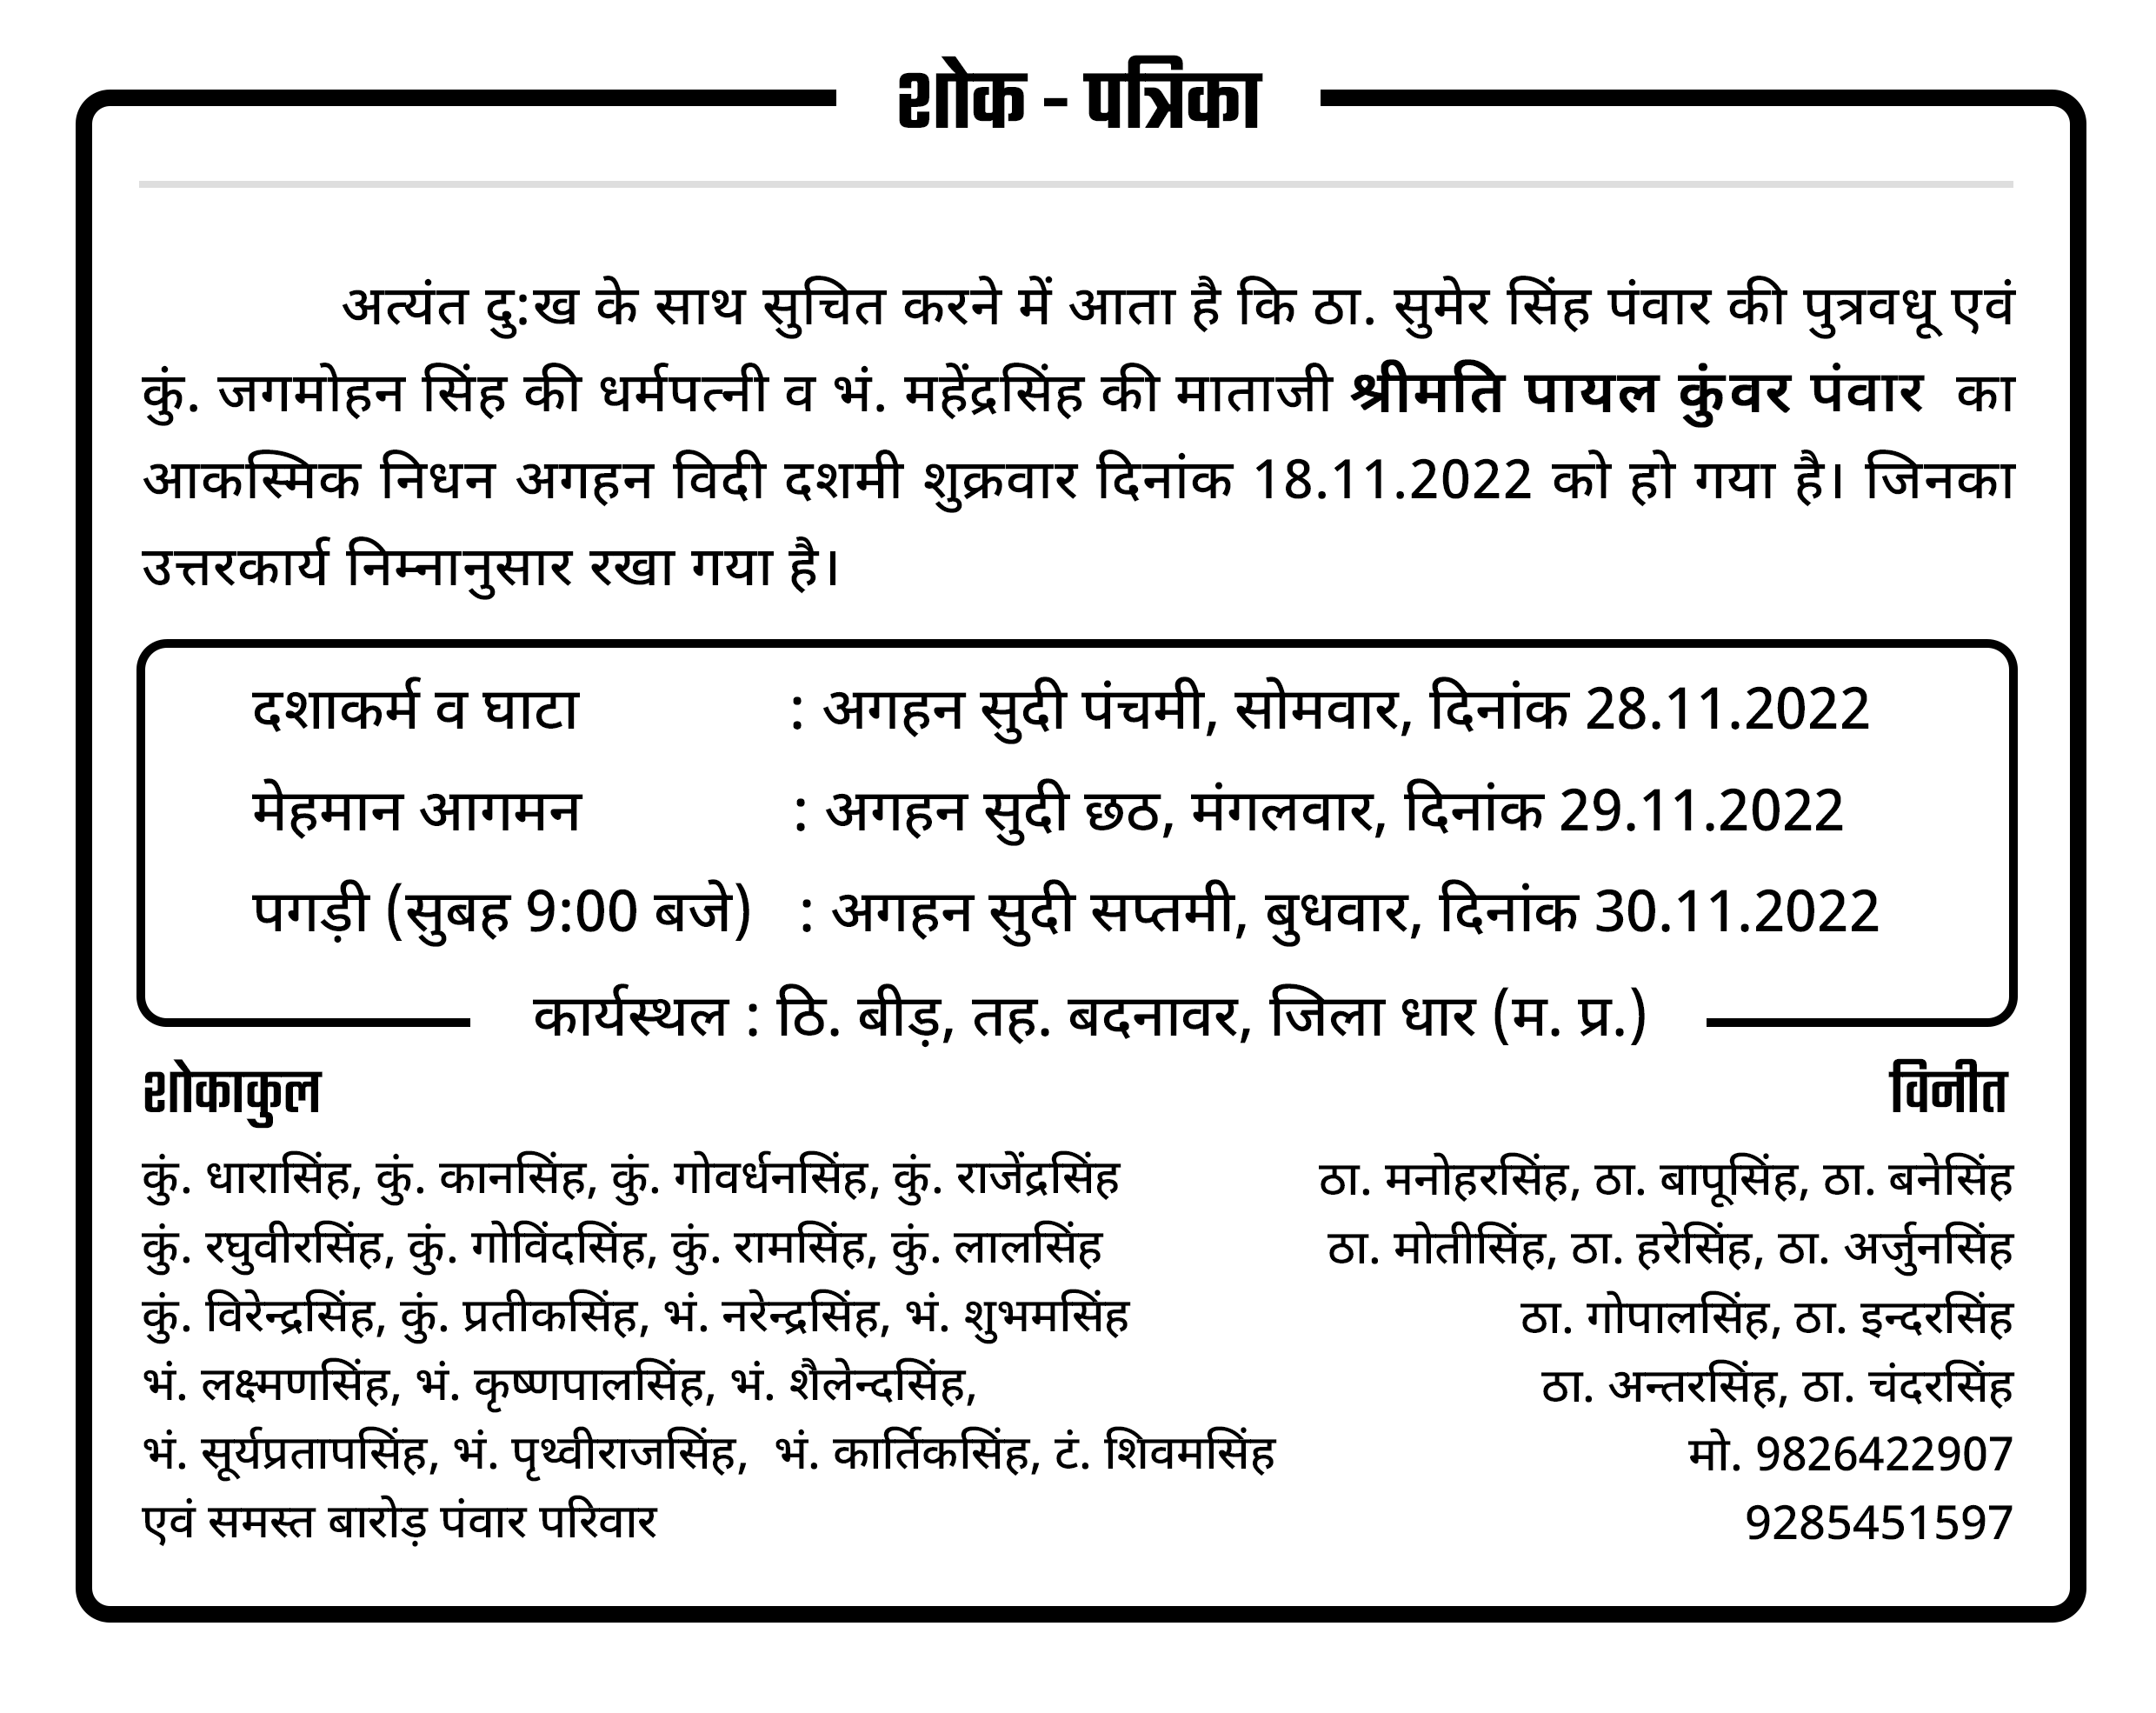 शोक - पत्रिका
अत्यंत दु:ख के साथ सुचित करने में आता है कि ठा. सुमेर सिंह पंवार की पुत्रवधू एवं
कुं. जगमोहन सिंह की धर्मपत्नी व भं. महेंद्रसिंह की माताजी श्रीमति पायल कुंवर पंवार का
आकस्मिक निधन अगहन विदी दशमी शुक्रवार दिनांक 18.11.2022 को हो गया है। जिनका
उत्तरकार्य निम्नानुसार रखा गया है।
दशाकर्म व घाटा : अगहन सुदी पंचमी, सोमवार, दिनांक 28.11.2022
मेहमान आगमन : अगहन सुदी छठ, मंगलवार, दिनांक 29.11.2022
पगड़ी (सुबह 9:00 बजे) : अगहन सुदी सप्तमी, बुधवार, दिनांक 30.11.2022
कार्यस्थल : ठि. बीड़, तह. बदनावर, जिला धार (म. प्र.)
शोकाकुल
कुं. धारासिंह, कुं. कानसिंह, कुं. गोवर्धनसिंह, कुं. राजेंद्रसिंह
कुं. रघुवीरसिंह, कुं. गोविंदसिंह, कुं. रामसिंह, कुं. लालसिंह
कुं. विरेन्द्रसिंह, कुं. प्रतीकसिंह, भं. नरेन्द्रसिंह, भं. शुभमसिंह
भं. लक्ष्मणसिंह, भं. कृष्णपालसिंह, भं. शैलेन्दसिंह,
भं. सूर्यप्रतापसिंह, भं. पृथ्वीराजसिंह, भं. कार्तिकसिंह, टं. शिवमसिंह
एवं समस्त बारोड़ पंवार परिवार
विनीत
ठा. मनोहरसिंह, ठा. बापूसिंह, ठा. बनेसिंह
ठा. मोतीसिंह, ठा. हरेसिंह, ठा. अर्जुनसिंह
ठा. गोपालसिंह, ठा. इन्दरसिंह
ठा. अन्तरसिंह, ठा. चंदरसिंह
मो. 9826422907
9285451597